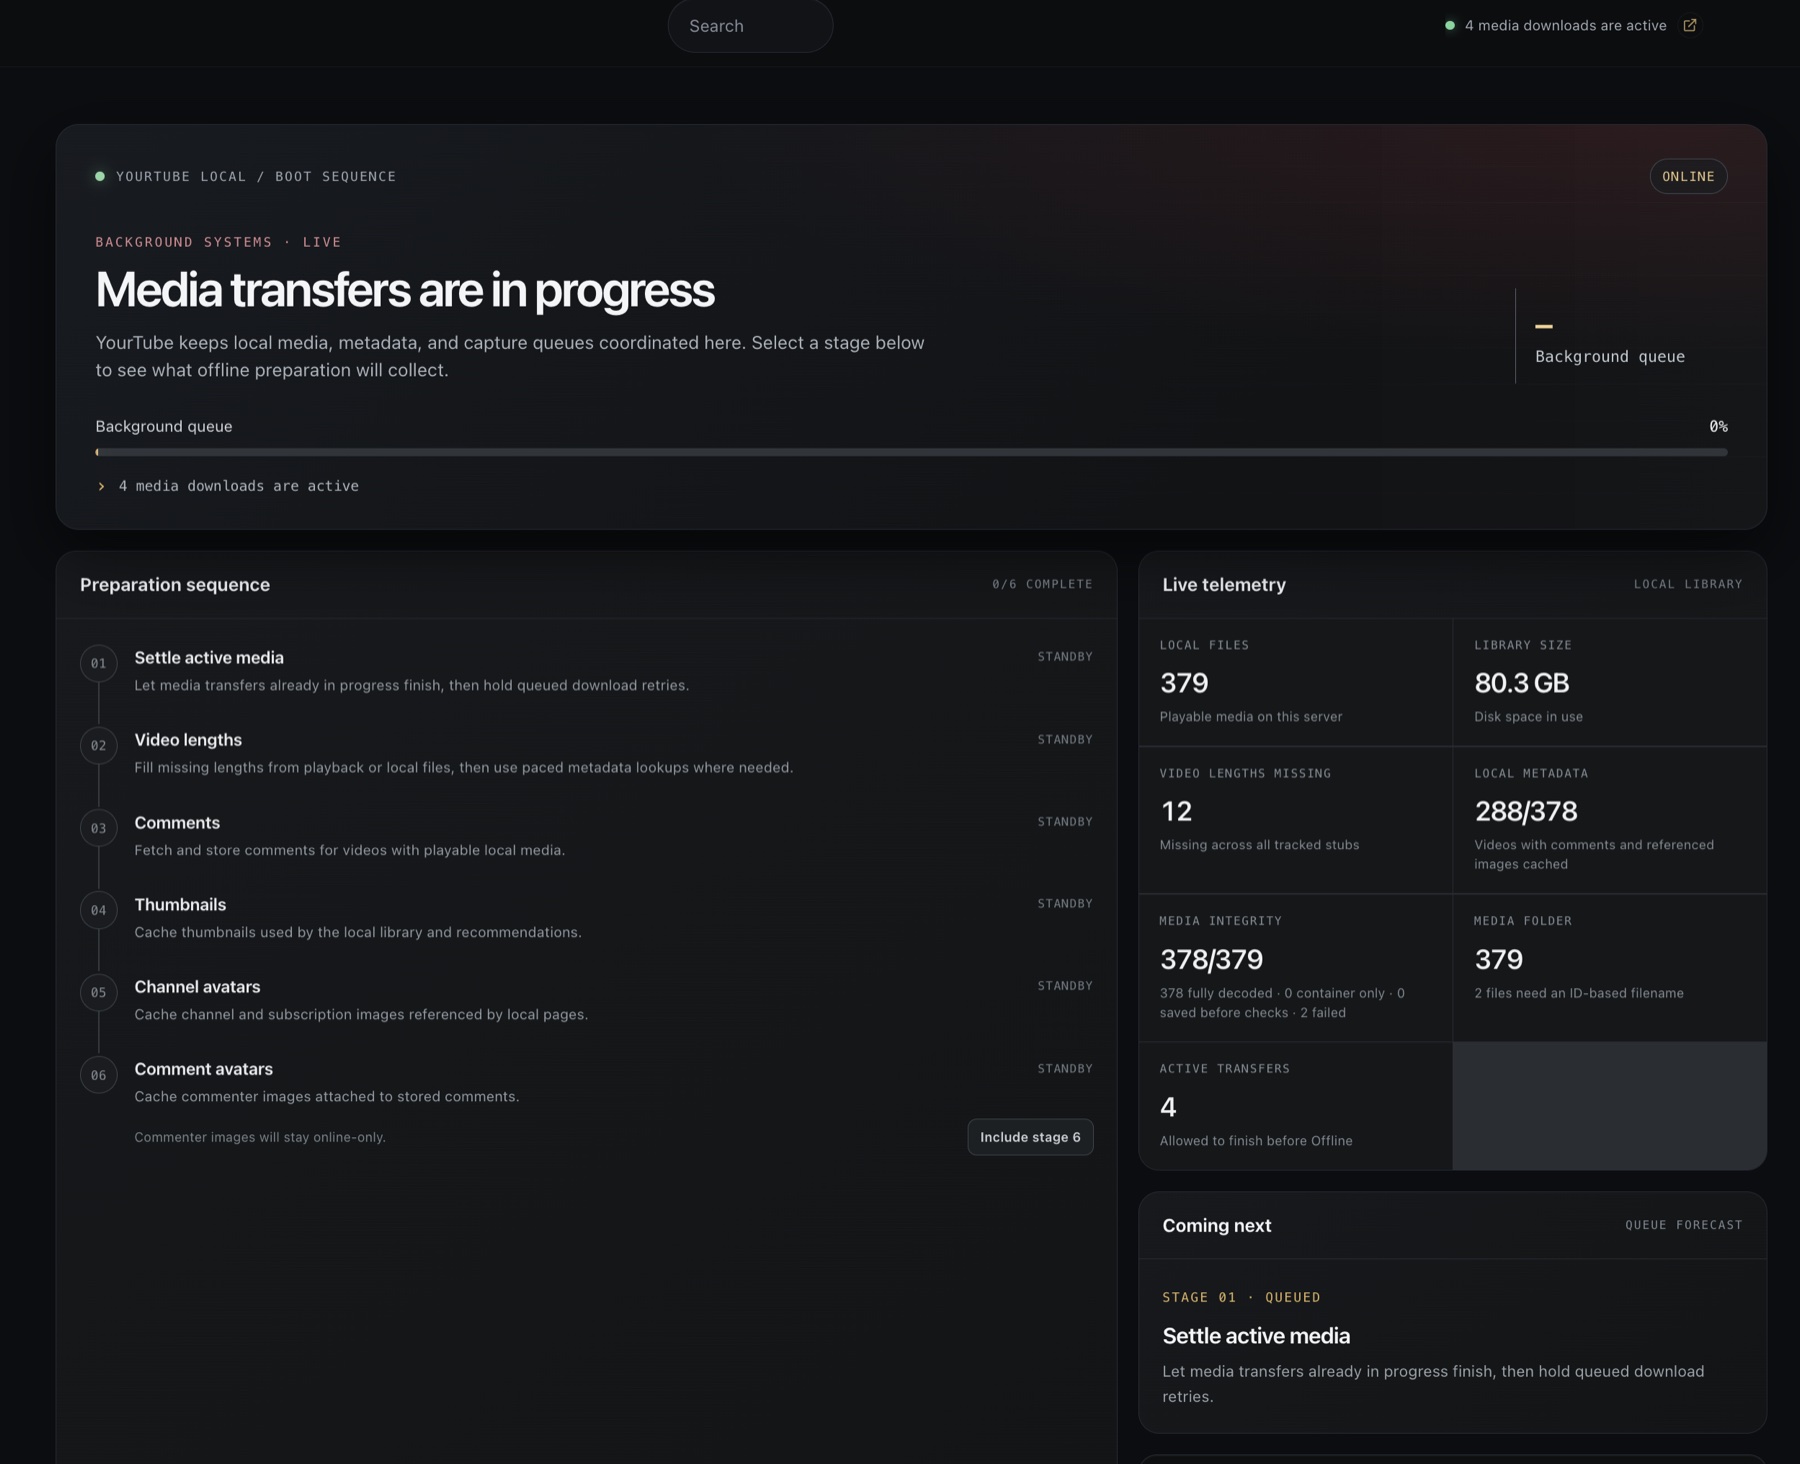 Search
4 media downloads are active
YOURTUBE LOCAL / BOOT SEQUENCE
ONLINE
BACKGROUND SYSTEMS · LIVE
Media transfers are in progress
YourTube keeps local media, metadata, and capture queues coordinated here. Select a stage below
to see what offline preparation will collect.
—
Background queue
Background queue
0%
› 4 media downloads are active
Preparation sequence
0/6 COMPLETE
01
Settle active media
STANDBY
Let media transfers already in progress finish, then hold queued download retries.
02
Video lengths
STANDBY
Fill missing lengths from playback or local files, then use paced metadata lookups where needed.
03
Comments
STANDBY
Fetch and store comments for videos with playable local media.
04
Thumbnails
STANDBY
Cache thumbnails used by the local library and recommendations.
05
Channel avatars
STANDBY
Cache channel and subscription images referenced by local pages.
06
Comment avatars
STANDBY
Cache commenter images attached to stored comments.
Commenter images will stay online-only.
Include stage 6
Live telemetry
LOCAL LIBRARY
LOCAL FILES
379
Playable media on this server
LIBRARY SIZE
80.3 GB
Disk space in use
VIDEO LENGTHS MISSING
12
Missing across all tracked stubs
LOCAL METADATA
288/378
Videos with comments and referenced
images cached
MEDIA INTEGRITY
378/379
378 fully decoded · 0 container only · 0
saved before checks · 2 failed
MEDIA FOLDER
379
2 files need an ID-based filename
ACTIVE TRANSFERS
4
Allowed to finish before Offline
Coming next
QUEUE FORECAST
STAGE 01 · QUEUED
Settle active media
Let media transfers already in progress finish, then hold queued download
retries.